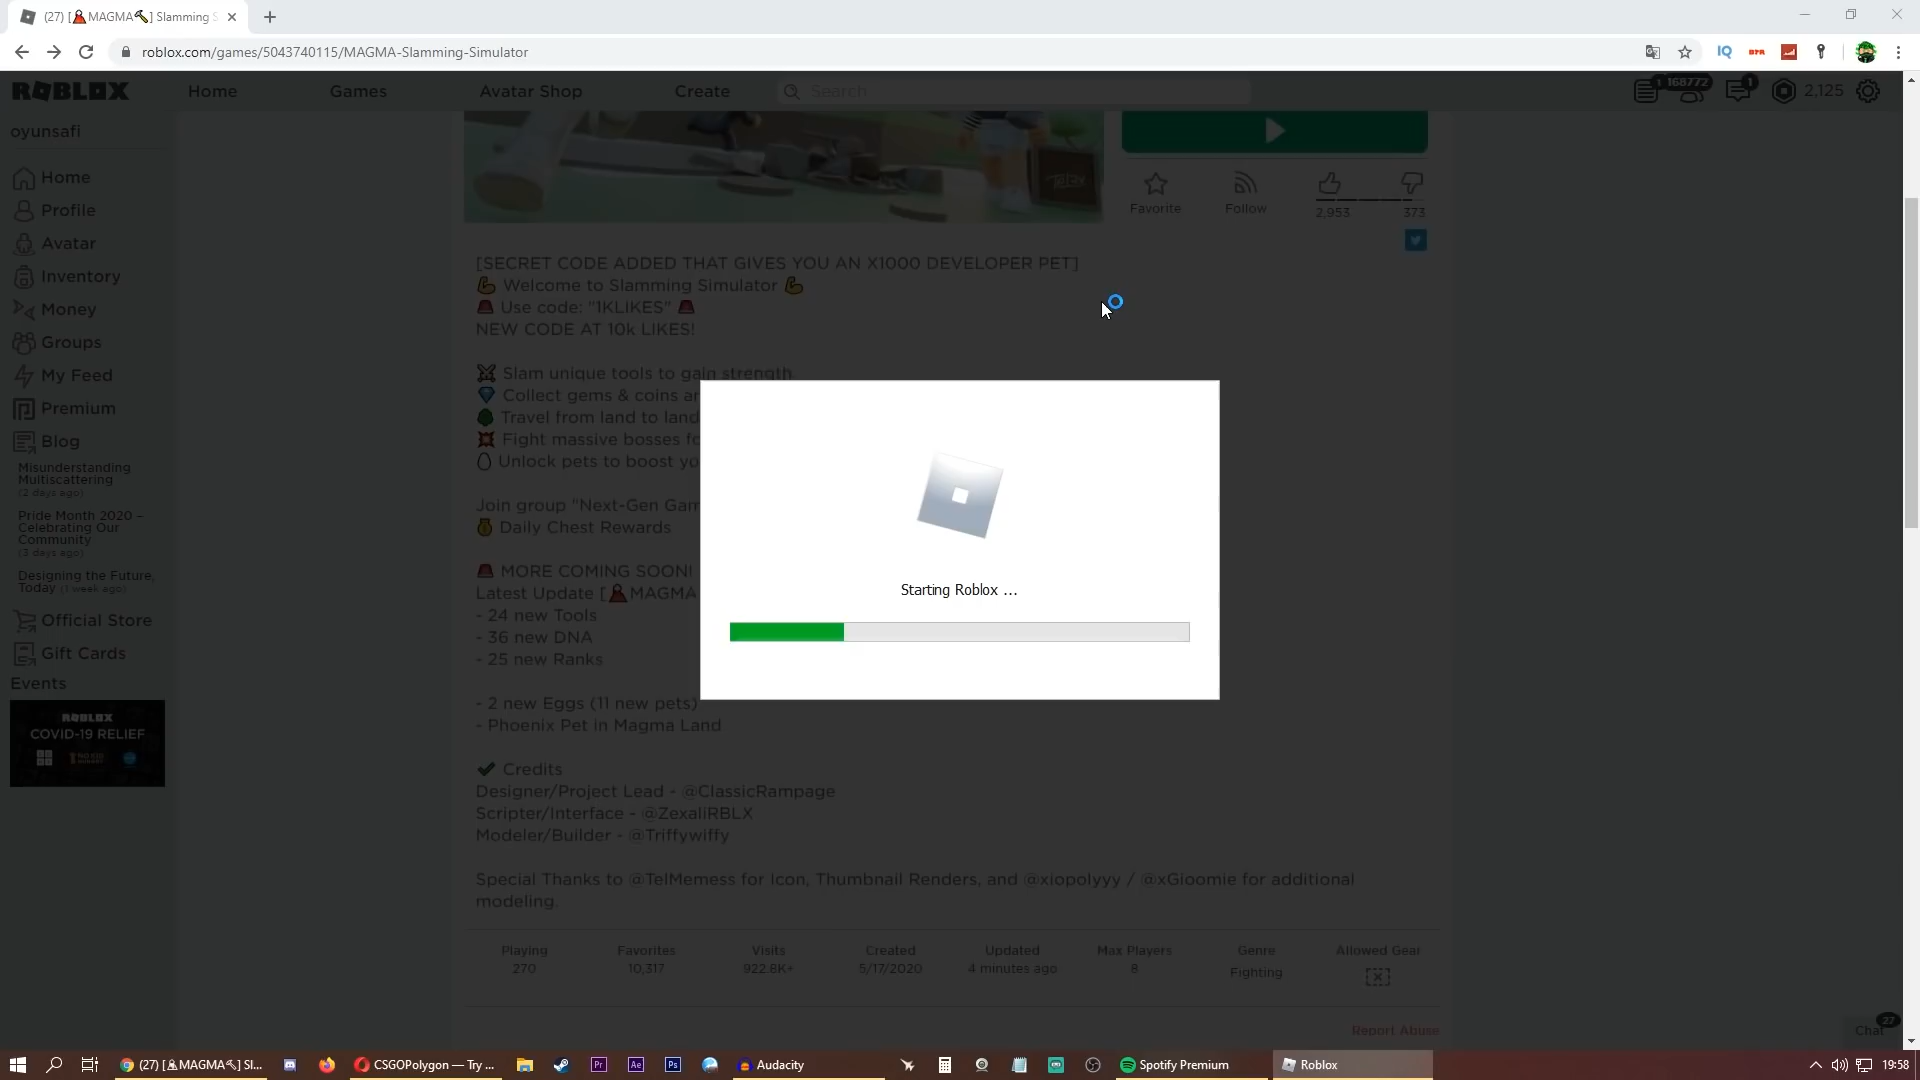 (27) [🌋MAGMA🔨] Slamming S
roblox.com/games/5043740115/MAGMA-Slamming-Simulator
IQ
ROBLOX
Home
Games
Avatar Shop
Create
Search
1
168772
1
2,125
oyunsafi
Home
Profile
Avatar
Inventory
Money
Groups
My Feed
Premium
Blog
Misunderstanding
Multiscattering
(2 days ago)
Pride Month 2020 –
Celebrating Our
Community
(3 days ago)
Designing the Future,
Today (1 week ago)
Official Store
Gift Cards
Events
ROBLOX
COVID-19 RELIEF
Favorite
Follow
2,953
373
[SECRET CODE ADDED THAT GIVES YOU AN X1000 DEVELOPER PET]
💪 Welcome to Slamming Simulator 💪
🚨 Use code: "1KLIKES" 🚨
NEW CODE AT 10k LIKES!
⚔️ Slam unique tools to gain strength
💎 Collect gems & coins
🌳 Travel from land to land
💥 Fight massive bosses
🥚 Unlock pets to boost
Join group "Next-Gen
💰 Daily Chest Rewards
🚨 MORE COMING SOON!
Latest Update [🌋MAGMA
- 24 new Tools
- 36 new DNA
- 25 new Ranks
- 2 new Eggs (11 new pets)
- Phoenix Pet in Magma Land
✔️ Credits
Designer/Project Lead - @ClassicRampage
Scripter/Interface - @ZexaliRBLX
Modeler/Builder - @Triffywiffy
Special Thanks to @TelMemess for Icon, Thumbnail Renders, and @xiopolyyy / @xGioomie for additional
modeling.
Playing
270
Favorites
10,317
Visits
922.8K+
Created
5/17/2020
Updated
4 minutes ago
Max Players
8
Genre
Fighting
Allowed Gear
Report Abuse
Starting Roblox ...
Chat
27
(27) [🌋MAGMA🔨] Sl...
CSGOPolygon — Try ...
Pr
Ae
Ps
Audacity
Spotify Premium
Roblox
19:58